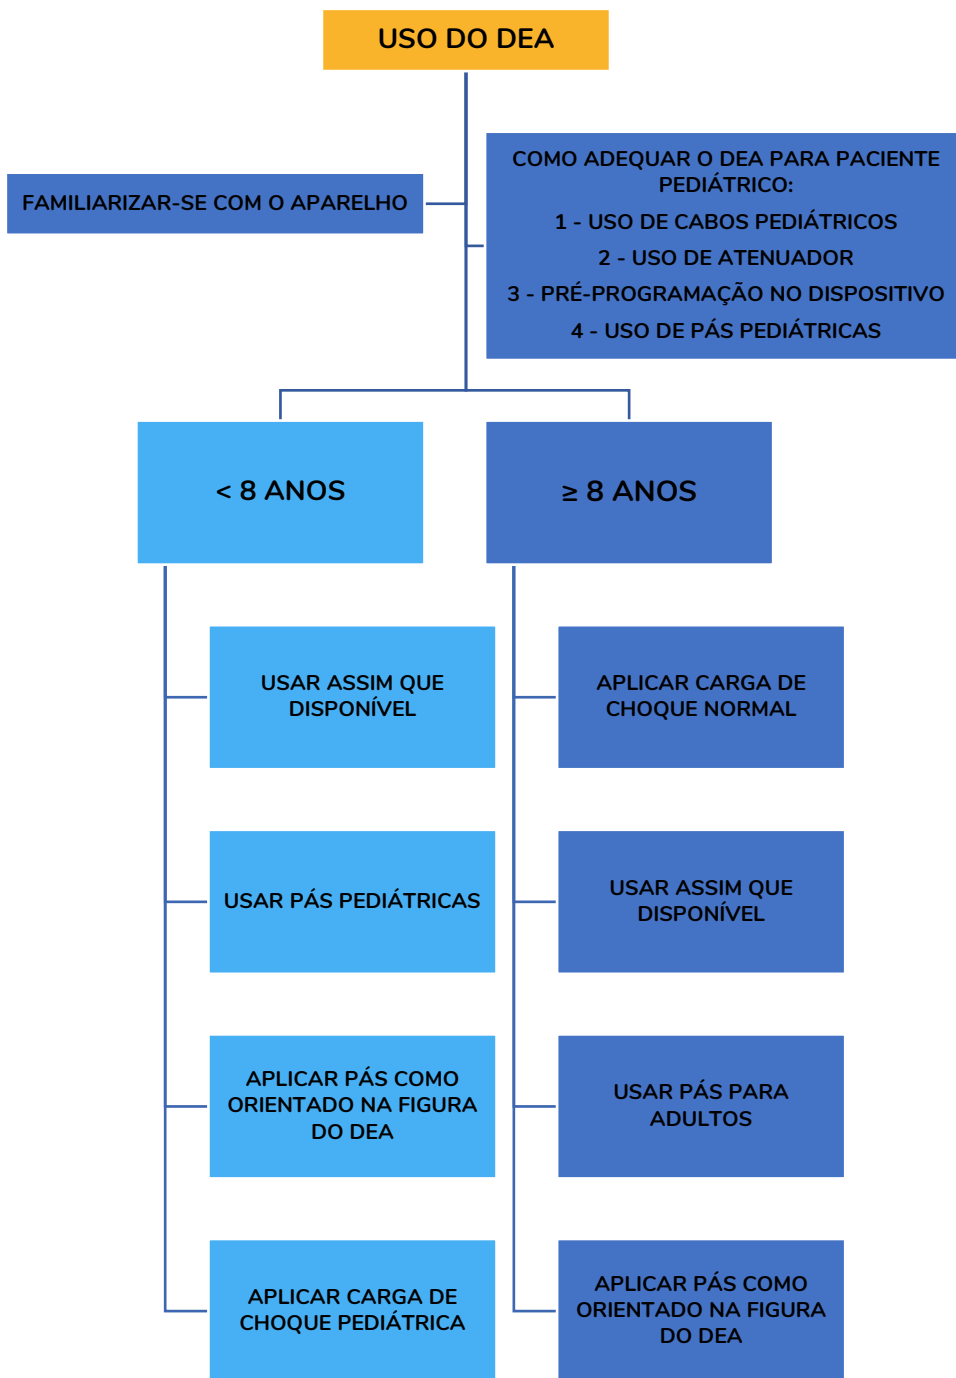 USO DO DEA
FAMILIARIZAR-SE COM O APARELHO
COMO ADEQUAR O DEA PARA PACIENTE
PEDIÁTRICO:
1 - USO DE CABOS PEDIÁTRICOS
2 - USO DE ATENUADOR
3 - PRÉ-PROGRAMAÇÃO NO DISPOSITIVO
4 - USO DE PÁS PEDIÁTRICAS
< 8 ANOS
≥ 8 ANOS
USAR ASSIM QUE
DISPONÍVEL
USAR PÁS PEDIÁTRICAS
APLICAR PÁS COMO
ORIENTADO NA FIGURA
DO DEA
APLICAR CARGA DE
CHOQUE PEDIÁTRICA
APLICAR CARGA DE
CHOQUE NORMAL
USAR ASSIM QUE
DISPONÍVEL
USAR PÁS PARA
ADULTOS
APLICAR PÁS COMO
ORIENTADO NA FIGURA
DO DEA